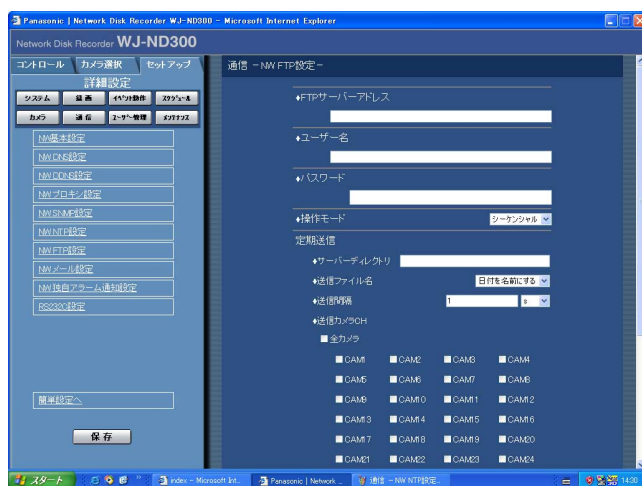 Panasonic | Network Disk Recorder WJ-ND300 - Microsoft Internet Explorer
Network Disk Recorder WJ-ND300
コントロール カメラ選択 セットアップ
詳細設定
システム 録画 イベント動作 スケジュール
カメラ 通信 ユーザー管理 メンテナンス
NW基本設定
NW DNS設定
NW DDNS設定
NWプロキシ設定
NW SNMP設定
NW NTP設定
NW FTP設定
NWメール設定
NW独自アラーム通知設定
RS232C設定
簡単設定へ
保存
通信 -NW FTP設定-
◆FTPサーバーアドレス
◆ユーザー名
◆パスワード
◆操作モード シーケンシャル
定期送信
◆サーバーディレクトリ
◆送信ファイル名 日付を名前にする
◆送信間隔 1 s
◆送信カメラCH
全カメラ
CAM1 CAM2 CAM3 CAM4
CAM5 CAM6 CAM7 CAM8
CAM9 CAM10 CAM11 CAM12
CAM13 CAM14 CAM15 CAM16
CAM17 CAM18 CAM19 CAM20
CAM21 CAM22 CAM23 CAM24
スタート index - Microsoft Int... Panasonic | Network ... 通信 - NW NTP設定... 14:30